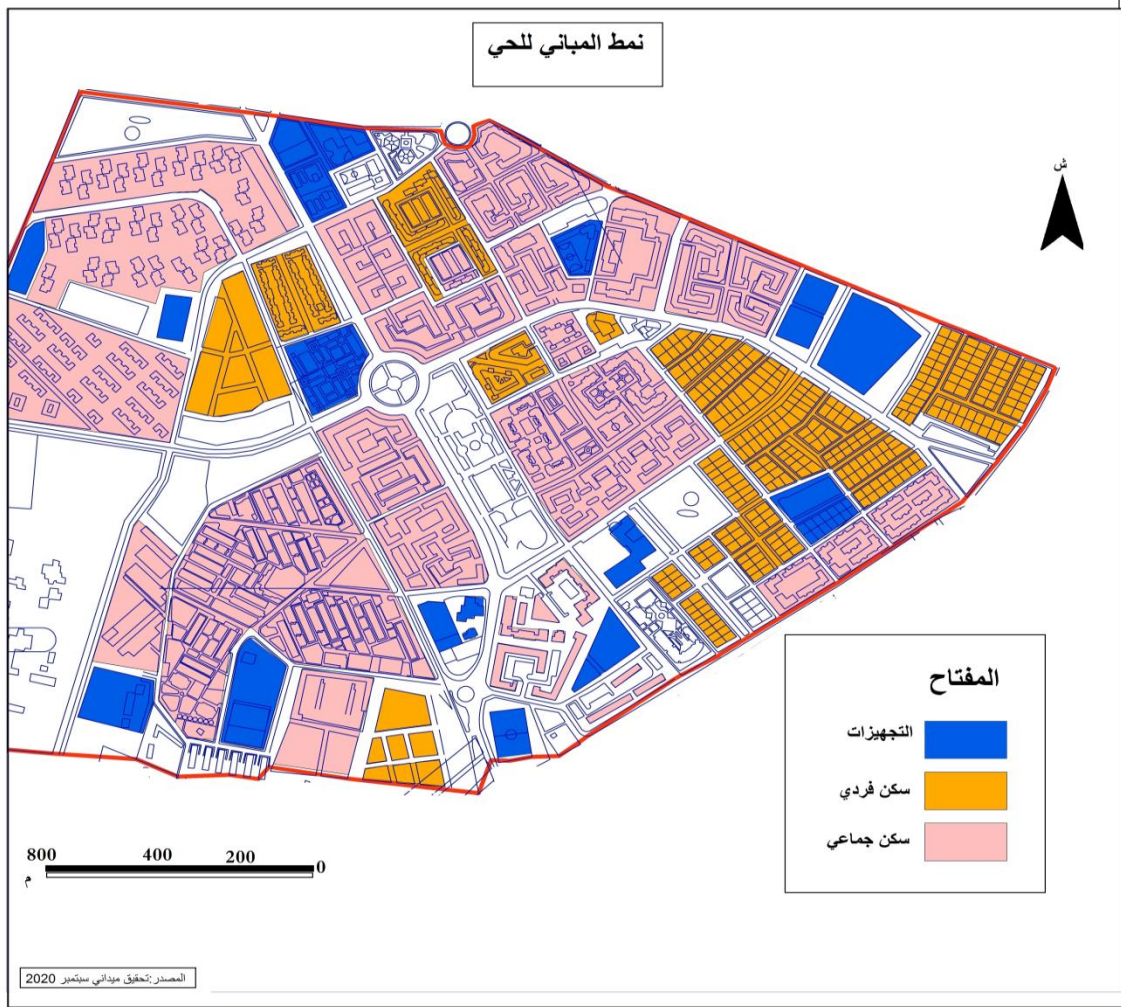 نمط المباني للحي
ش
المفتاح
التجهيزات
سكن فردي
سكن جماعي
800 400 200 0
م
المصدر:تحقيق ميداني سبتمبر 2020